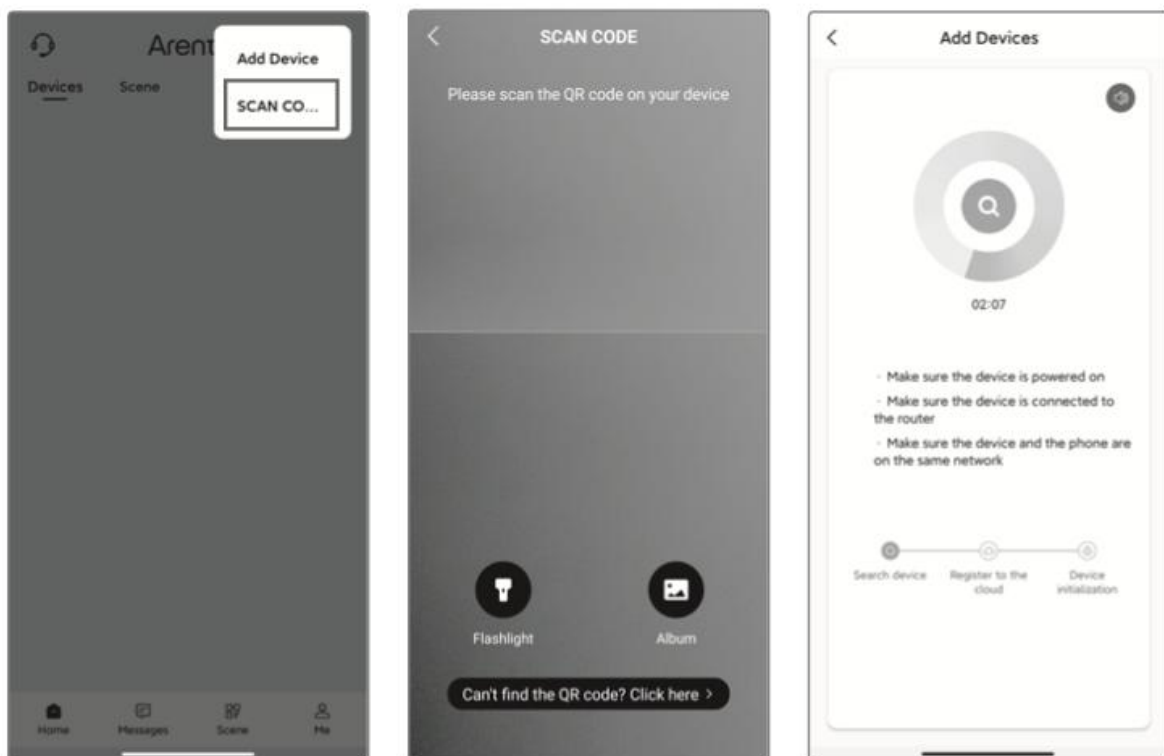 Arent
Add Device
SCAN CO...
Devices
Scene
Home
Messages
Scene
Me
SCAN CODE
Please scan the QR code on your device
Flashlight
Album
Can't find the QR code? Click here >
Add Devices
02:07
· Make sure the device is powered on
· Make sure the device is connected to
the router
· Make sure the device and the phone are
on the same network
Search device
Register to the
cloud
Device
initialization